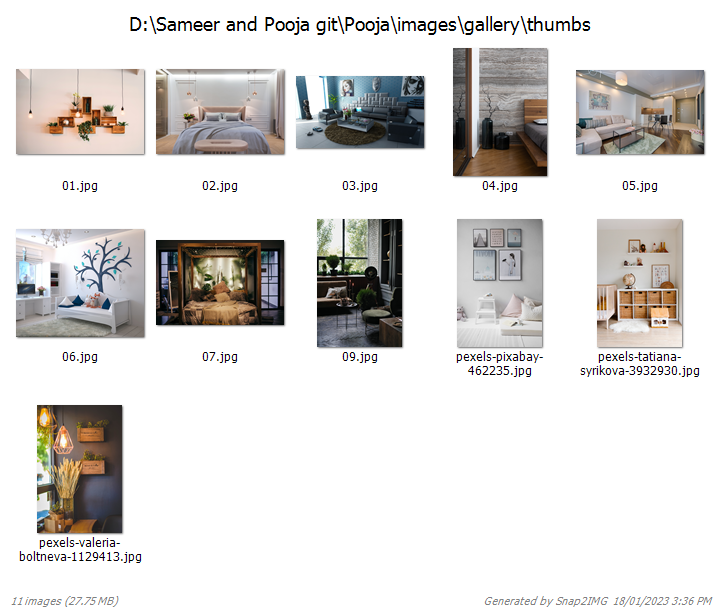 D:\Sameer and Pooja git\Pooja\images\gallery\thumbs
01.jpg
02.jpg
03.jpg
04.jpg
05.jpg
06.jpg
07.jpg
09.jpg
pexels-pixabay-
462235.jpg
pexels-tatiana-
syrikova-3932930.jpg
pexels-valeria-
boltneva-1129413.jpg
11 images (27.75 MB)
Generated by Snap2IMG 18/01/2023 3:36 PM